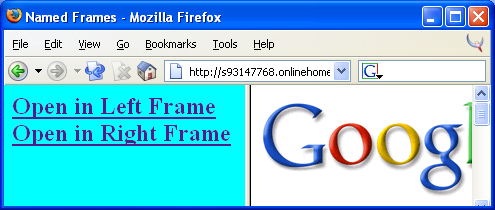 Named Frames - Mozilla Firefox
File Edit View Go Bookmarks Tools Help
http://s93147768.onlinehome
G
Open in Left Frame
Open in Right Frame
Googl